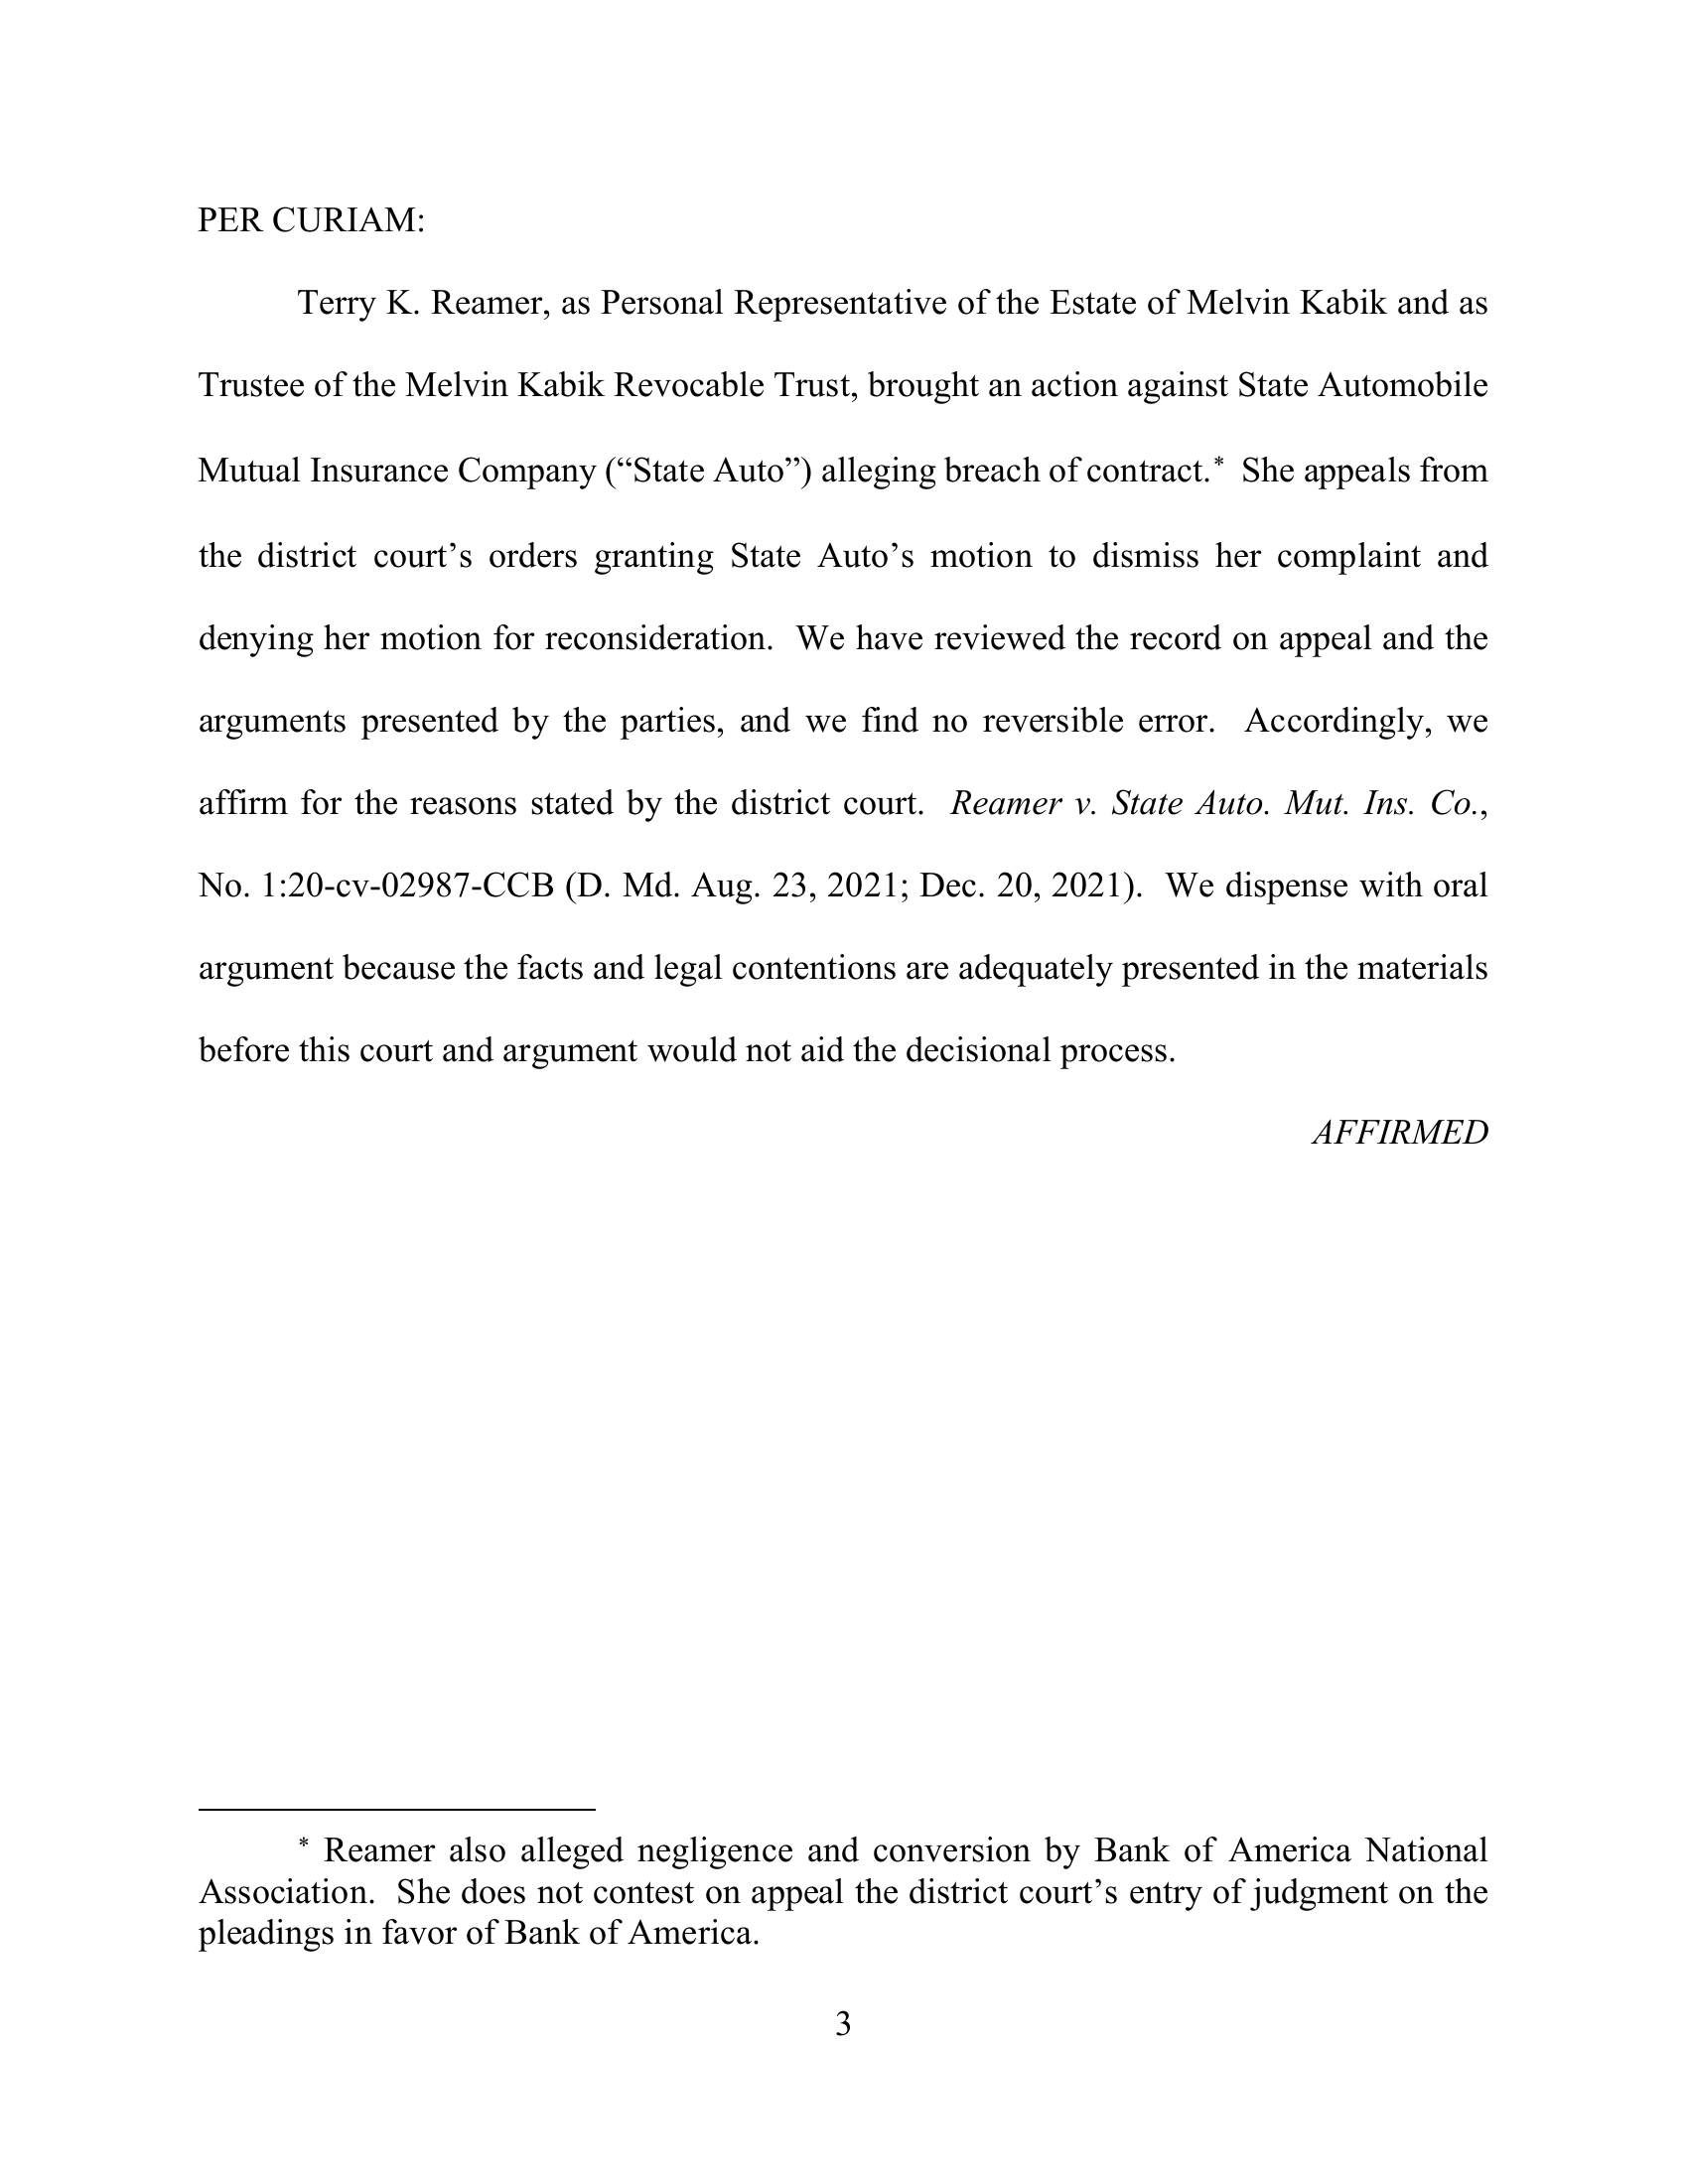 PER CURIAM:
Terry K. Reamer, as Personal Representative of the Estate of Melvin Kabik and as
Trustee of the Melvin Kabik Revocable Trust, brought an action against State Automobile
Mutual Insurance Company (“State Auto”) alleging breach of contract.* She appeals from
the district court’s orders granting State Auto’s motion to dismiss her complaint and
denying her motion for reconsideration. We have reviewed the record on appeal and the
arguments presented by the parties, and we find no reversible error. Accordingly, we
affirm for the reasons stated by the district court. Reamer v. State Auto. Mut. Ins. Co.,
No. 1:20-cv-02987-CCB (D. Md. Aug. 23, 2021; Dec. 20, 2021). We dispense with oral
argument because the facts and legal contentions are adequately presented in the materials
before this court and argument would not aid the decisional process.
AFFIRMED
* Reamer also alleged negligence and conversion by Bank of America National
Association. She does not contest on appeal the district court’s entry of judgment on the
pleadings in favor of Bank of America.
3